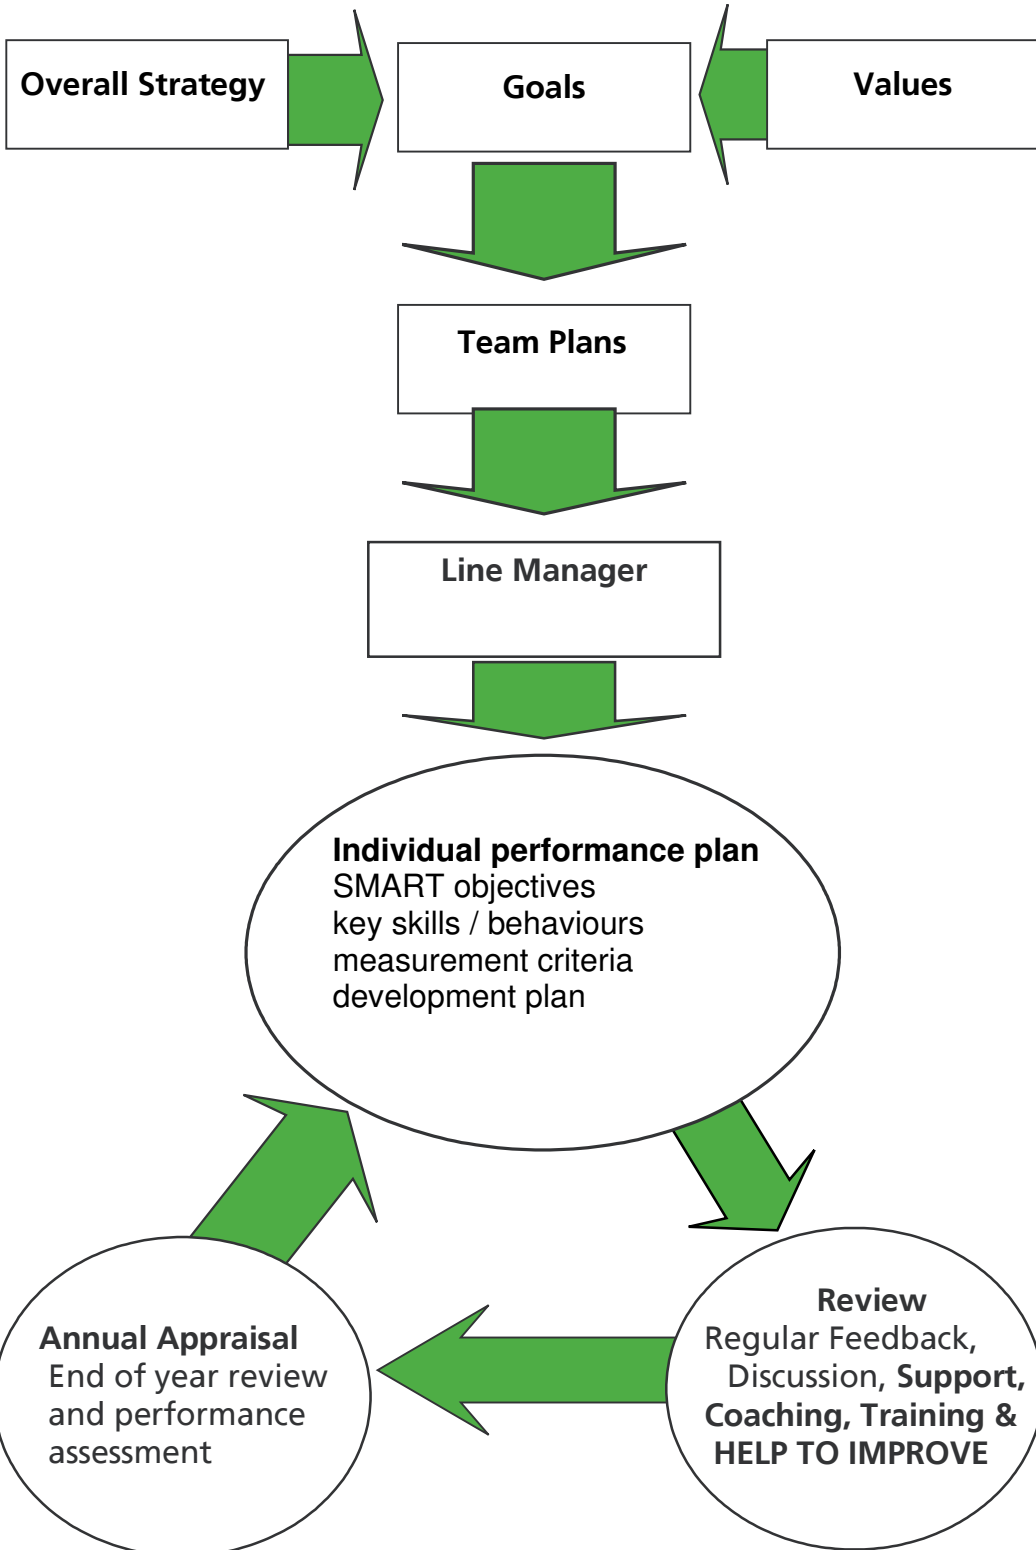 Overall Strategy
Goals
Values
Team Plans
Line Manager
Individual performance plan
SMART objectives
key skills / behaviours
measurement criteria
development plan
Annual Appraisal
End of year review
and performance
assessment
Review
Regular Feedback,
Discussion, Support,
Coaching, Training &
HELP TO IMPROVE